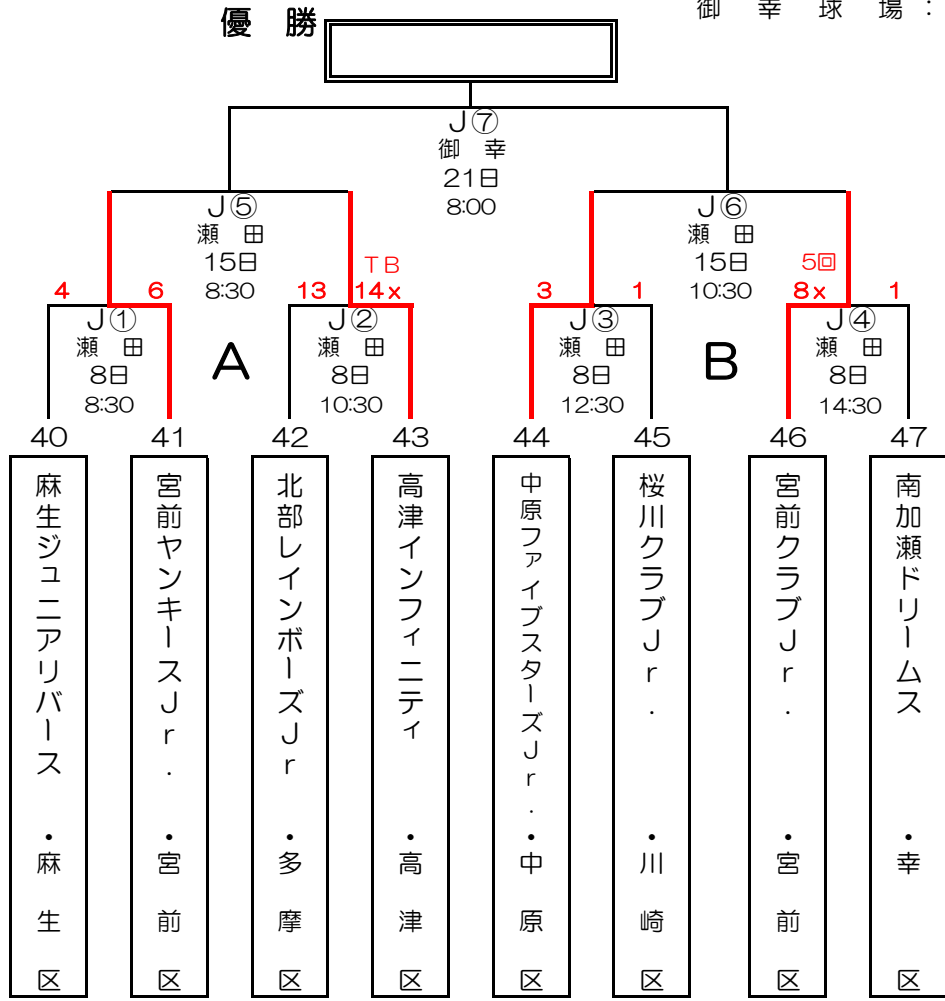 御幸球場:
優勝
J⑦
御幸
21日
8:00
J⑤
瀬田
15日
8:30
J⑥
瀬田
15日
10:30
TB
5回
4 6 13 14x 3 1 8x 1
J①
瀬田
8日
8:30
A
J②
瀬田
8日
10:30
J③
瀬田
8日
12:30
B
J④
瀬田
8日
14:30
40 41 42 43 44 45 46 47
麻生ジュニアリバース・麻生区
宮前ヤンキースJr.・宮前区
北部レインボーズJr・多摩区
高津インフィニティ・高津区
中原ファイブスターズJr.・中原区
桜川クラブJr.・川崎区
宮前クラブJr.・宮前区
南加瀬ドリームス・幸区